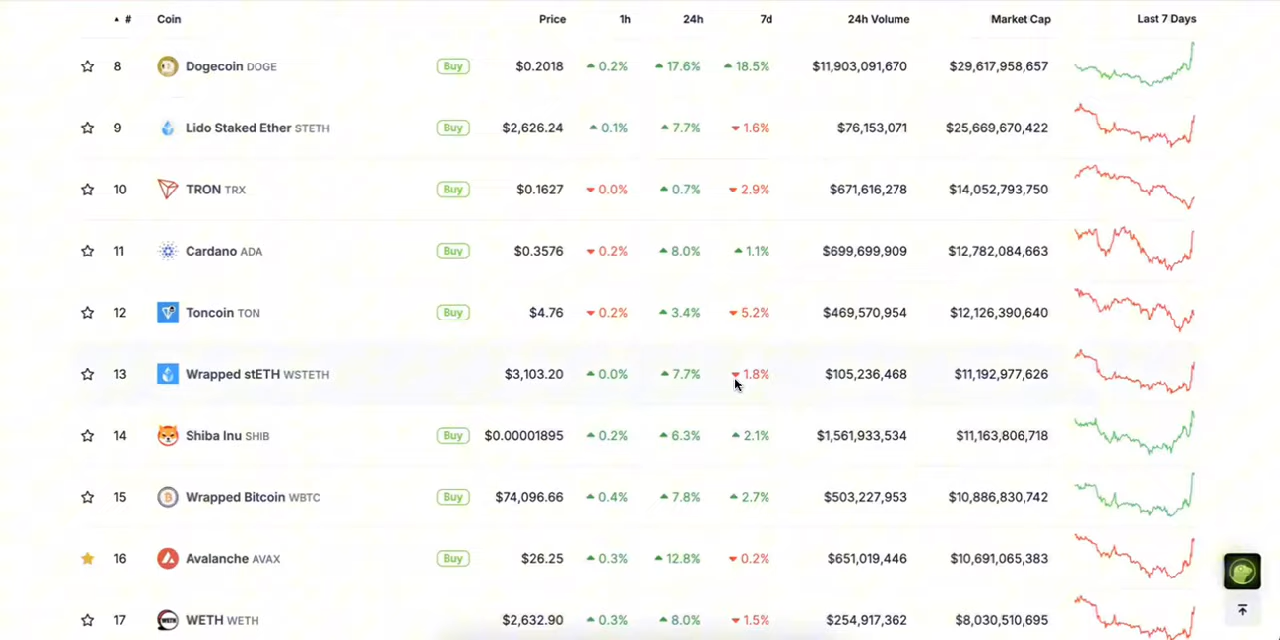 # Coin Price 1h 24h 7d 24h Volume Market Cap Last 7 Days
8 Dogecoin DOGE Buy $0.2018 0.2% 17.6% 18.5% $11,903,091,670 $29,617,958,657
9 Lido Staked Ether STETH Buy $2,626.24 0.1% 7.7% 1.6% $76,153,071 $25,669,670,422
10 TRON TRX Buy $0.1627 0.0% 0.7% 2.9% $671,616,278 $14,052,793,750
11 Cardano ADA Buy $0.3576 0.2% 8.0% 1.1% $699,699,909 $12,782,084,663
12 Toncoin TON Buy $4.76 0.2% 3.4% 5.2% $469,570,954 $12,126,390,640
13 Wrapped stETH WSTETH $3,103.20 0.0% 7.7% 1.8% $105,236,468 $11,192,977,626
14 Shiba Inu SHIB Buy $0.00001895 0.2% 6.3% 2.1% $1,561,933,534 $11,163,806,718
15 Wrapped Bitcoin WBTC Buy $74,096.66 0.4% 7.8% 2.7% $503,227,953 $10,886,830,742
16 Avalanche AVAX Buy $26.25 0.3% 12.8% 0.2% $651,019,446 $10,691,065,383
17 WETH WETH $2,632.90 0.3% 8.0% 1.5% $254,917,362 $8,030,510,695